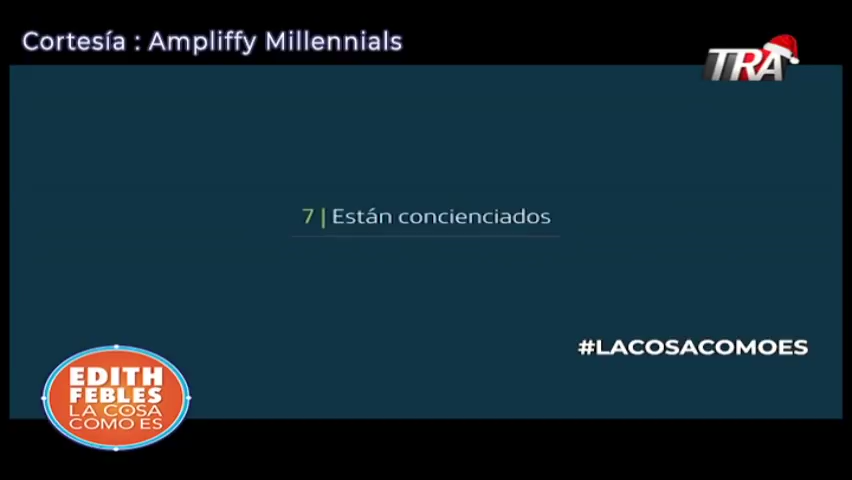 Cortesía : Ampliffy Millennials
TRA
7 | Están concienciados
#LACOSACOMOES
EDITH
FEBLES
LA COSA
COMO ES